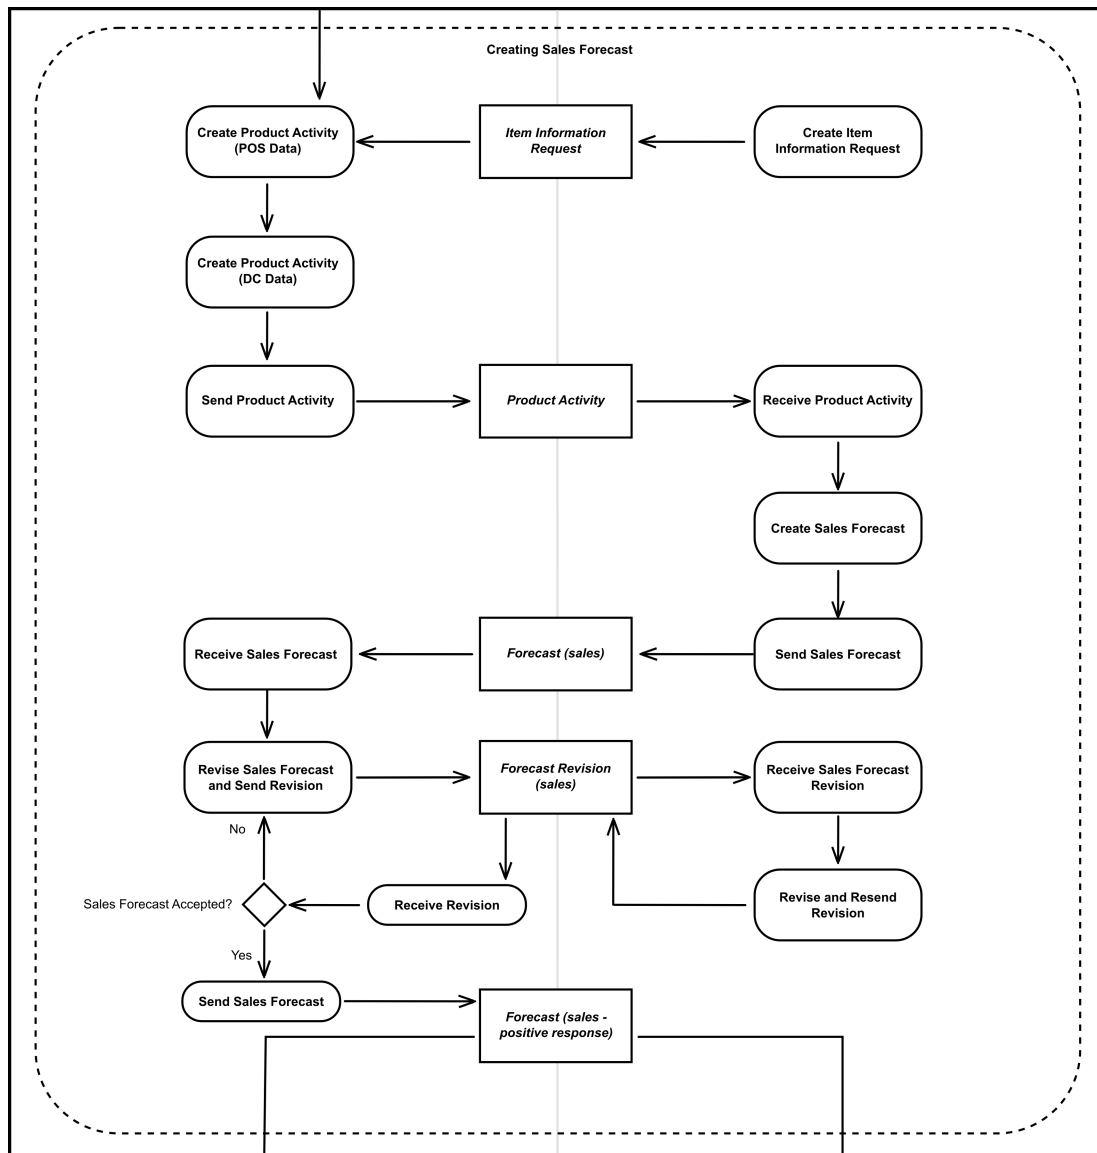 Creating Sales Forecast
Create Product Activity
(POS Data)
Item Information
Request
Create Item
Information Request
Create Product Activity
(DC Data)
Send Product Activity
Product Activity
Receive Product Activity
Create Sales Forecast
Receive Sales Forecast
Forecast (sales)
Send Sales Forecast
Revise Sales Forecast
and Send Revision
Forecast Revision
(sales)
Receive Sales Forecast
Revision
No
Sales Forecast Accepted?
Receive Revision
Revise and Resend
Revision
Yes
Send Sales Forecast
Forecast (sales -
positive response)